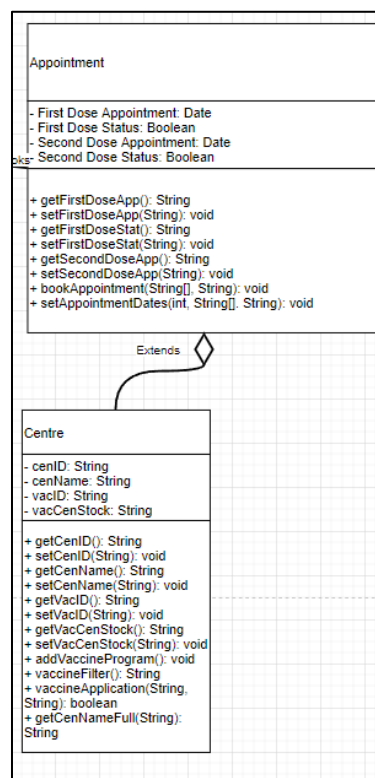 Appointment
- First Dose Appointment: Date
- First Dose Status: Boolean
- Second Dose Appointment: Date
oks
- Second Dose Status: Boolean
+ getFirstDoseApp(): String
+ setFirstDoseApp(String): void
+ getFirstDoseStat(): String
+ setFirstDoseStat(String): void
+ getSecondDoseApp(): String
+ setSecondDoseApp(String): void
+ bookAppointment(String[], String): void
+ setAppointmentDates(int, String[]. String): void
Extends
Centre
- cenID: String
- cenName: String
- vacID: String
- vacCenStock: String
+ getCenID(): String
+ setCenID(String): void
+ getCenName(): String
+ setCenName(String): void
+ getVacID(): String
+ setVacID(String): void
+ getVacCenStock(): String
+ setVacCenStock(String): void
+ addVaccineProgram(): void
+ vaccineFilter(): String
+ vaccineApplication(String,
String): boolean
+ getCenNameFull(String):
String